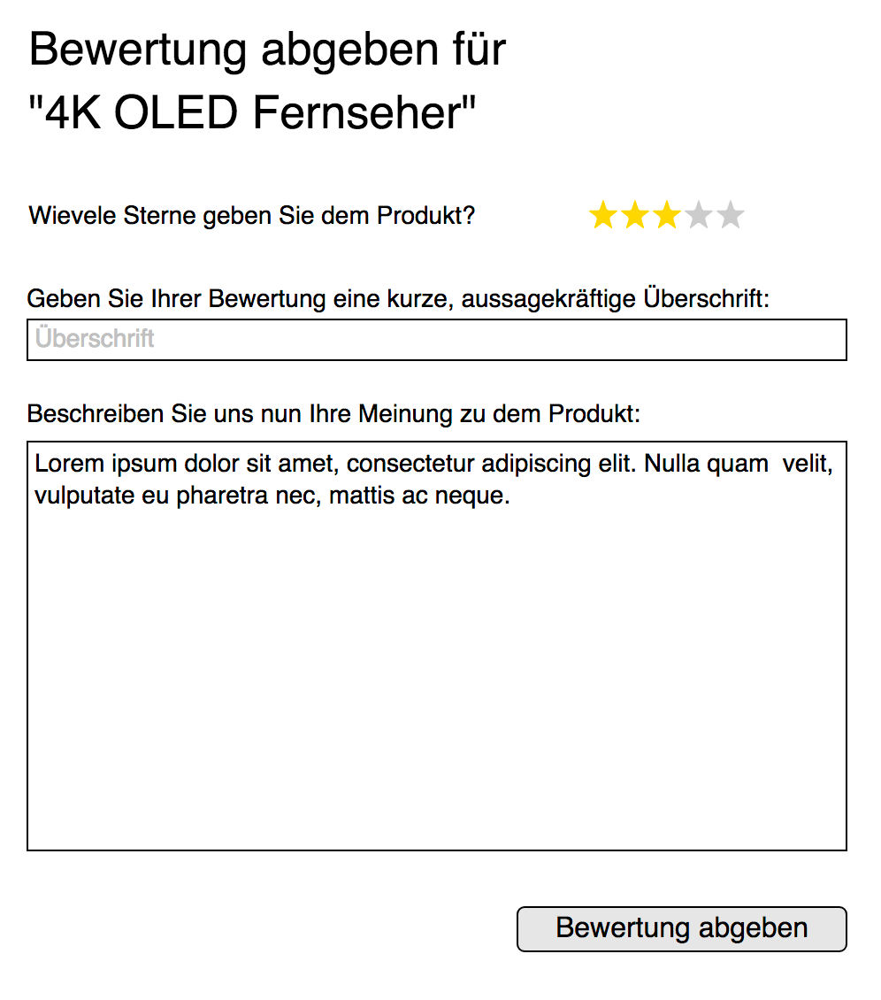 Bewertung abgeben für
"4K OLED Fernseher"
Wievele Sterne geben Sie dem Produkt?
Geben Sie Ihrer Bewertung eine kurze, aussagekräftige Überschrift:
Überschrift
Beschreiben Sie uns nun Ihre Meinung zu dem Produkt:
Lorem ipsum dolor sit amet, consectetur adipiscing elit. Nulla quam  velit,
vulputate eu pharetra nec, mattis ac neque.
Bewertung abgeben